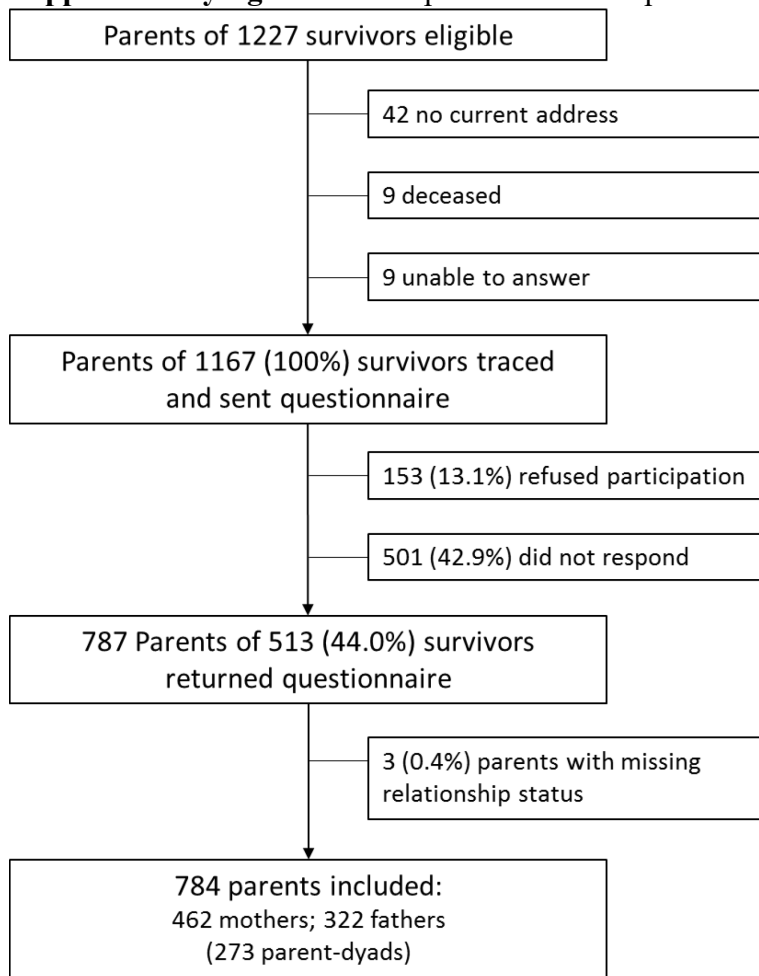 Parents of 1227 survivors eligible
42 no current address
9 deceased
9 unable to answer
Parents of 1167 (100%) survivors traced
and sent questionnaire
153 (13.1%) refused participation
501 (42.9%) did not respond
787 Parents of 513 (44.0%) survivors
returned questionnaire
3 (0.4%) parents with missing
relationship status
784 parents included:
462 mothers; 322 fathers
(273 parent-dyads)